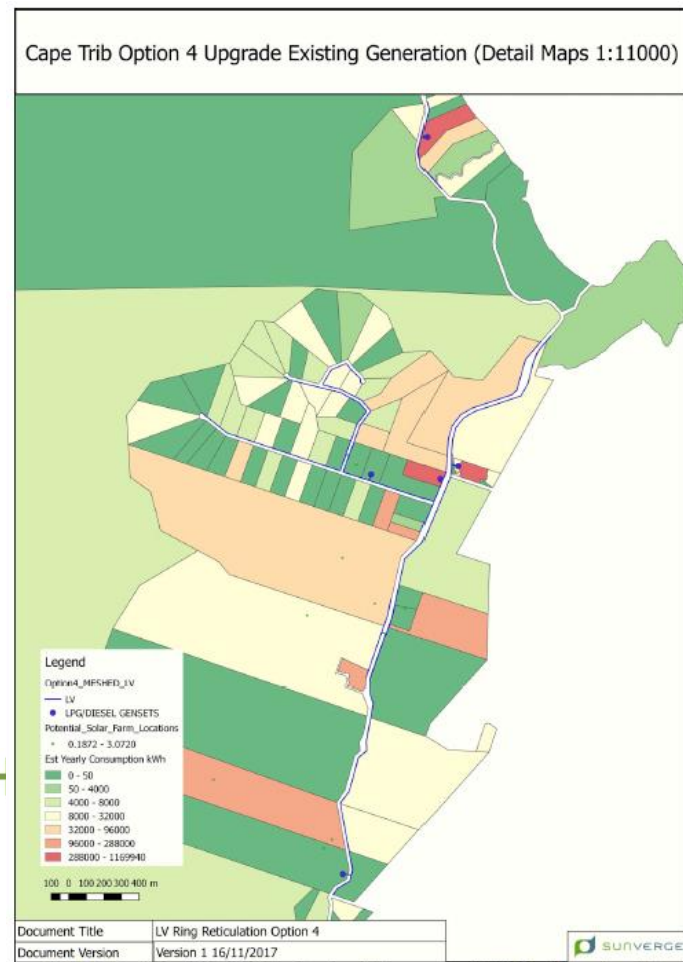 Cape Trib Option 4 Upgrade Existing Generation (Detail Maps 1:11000)
Legend
Option4_MESHED_LV
LV
LPG/DIESEL GENSETS
Potential_Solar_Farm_Locations
0.1872 - 3.0720
Est Yearly Consumption kWh
0 - 50
50 - 4000
4000 - 8000
8000 - 32000
32000 - 96000
96000 - 288000
288000 - 1169940
100 0 100 200 300 400 m
Document Title LV Ring Reticulation Option 4
Document Version Version 1 16/11/2017
SUNVERGE